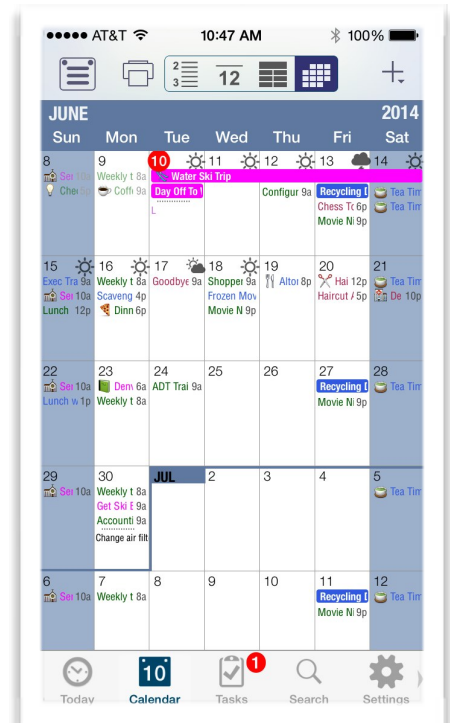 AT&T 10:47 AM 100%
2 3 12
JUNE 2014
Sun Mon Tue Wed Thu Fri Sat
8 9 10 11 12 13 14
Weekly t 8a Water Ski Trip
Coff 9a Day Off To Configur 9a Recycling Tea Tim
L Chess Tc 6p Tea Tim
Movie Ni 9p
15 16 17 18 19 20 21
Exec Tra 9a Weekly t 8a Goodbye 9a Shopper 9a Altor 8p Hai 12p Tea Tim
Ser 10a Scaveng 4p Frozen Mov Haircut / 5p De 10p
Lunch 12p Dinn 6p Movie N 9p
22 23 24 25 26 27 28
Ser 10a Dem 6a ADT Trai 9a Recycling Tea Tim
Lunch w 1p Weekly t 8a Movie Ni 9p
29 30 JUL 2 3 4 5
Ser 10a Weekly t 8a Tea Tim
Get Ski E 9a
Accounti 9a
Change air filt
6 7 8 9 10 11 12
Ser 10a Weekly t 8a Recycling Tea Tim
Movie Ni 9p
10 1
Today Calendar Tasks Search Settings